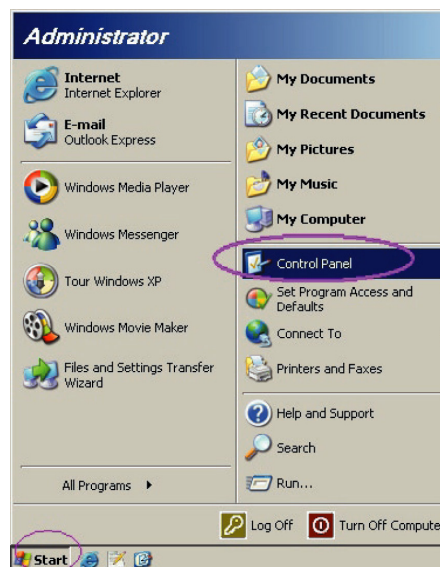 Administrator
Internet
Internet Explorer
E-mail
Outlook Express
Windows Media Player
Windows Messenger
Tour Windows XP
Windows Movie Maker
Files and Settings Transfer
Wizard
All Programs
My Documents
My Recent Documents
My Pictures
My Music
My Computer
Control Panel
Set Program Access and
Defaults
Connect To
Printers and Faxes
Help and Support
Search
Run...
Log Off
Turn Off Compute
Start